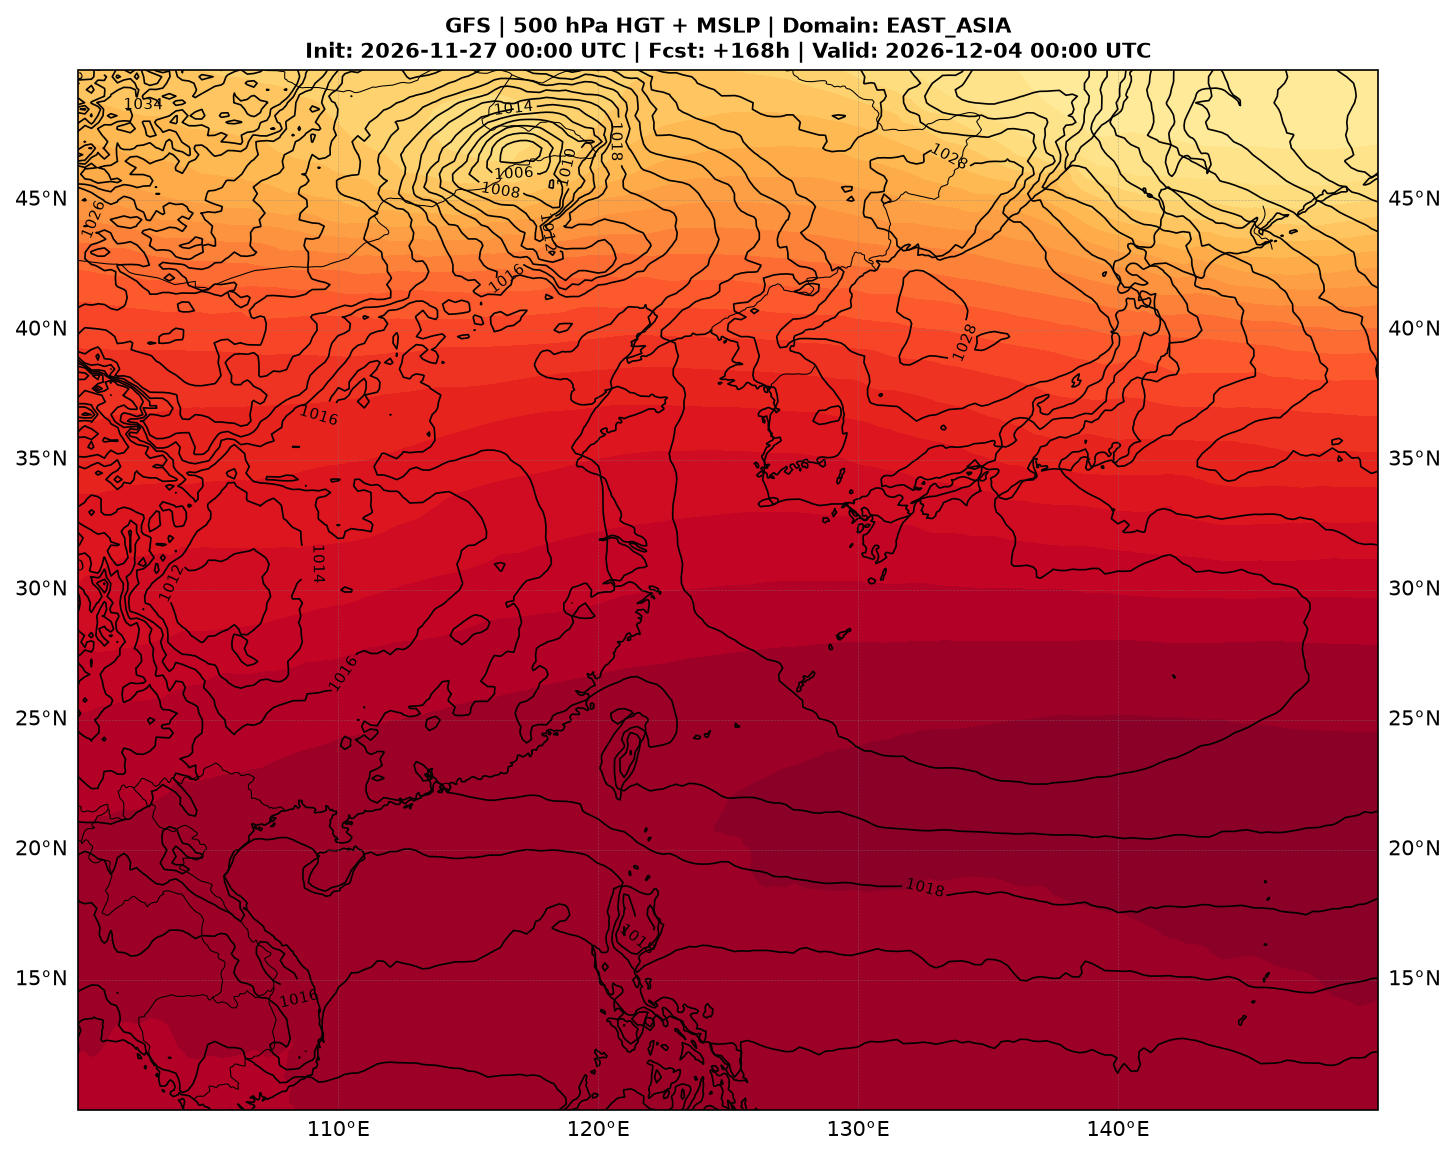 GFS | 500 hPa HGT + MSLP | Domain: EAST_ASIA
Init: 2026-11-27 00:00 UTC | Fcst: +168h | Valid: 2026-12-04 00:00 UTC
1034
1014
1018
1010
1028
1006
1008
45°N
45°N
1026
1012
1016
40°N
40°N
1028
1016
35°N
35°N
1014
1012
30°N
30°N
1016
25°N
25°N
20°N
20°N
1018
15°N
15°N
1016
110°E
120°E
130°E
140°E